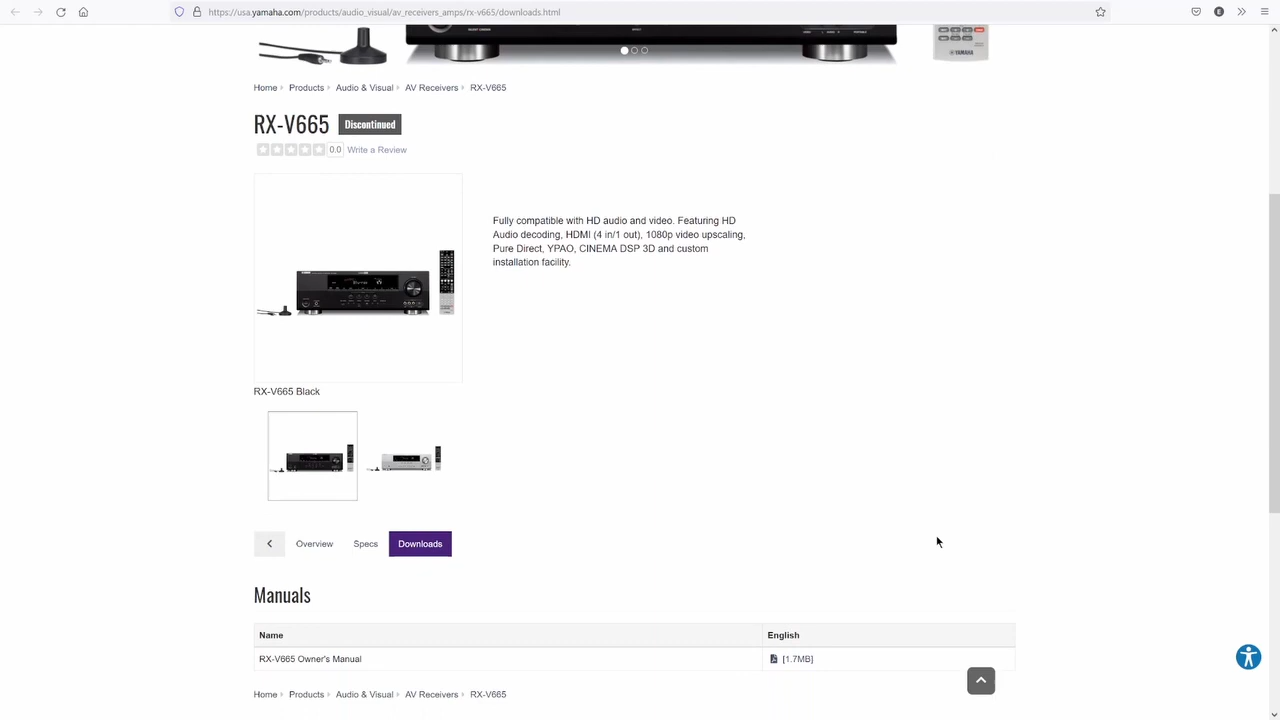 https://usa.yamaha.com/products/audio_visual/av_receivers_amps/rx-v665/downloads.html
YAMAHA
Home Products Audio & Visual AV Receivers RX-V665
RX-V665 Discontinued
0.0 Write a Review
Fully compatible with HD audio and video. Featuring HD
Audio decoding, HDMI (4 in/1 out), 1080p video upscaling,
Pure Direct, YPAO, CINEMA DSP 3D and custom
installation facility.
RX-V665 Black
Overview Specs Downloads
Manuals
Name English
RX-V665 Owner's Manual [1.7MB]
Home Products Audio & Visual AV Receivers RX-V665